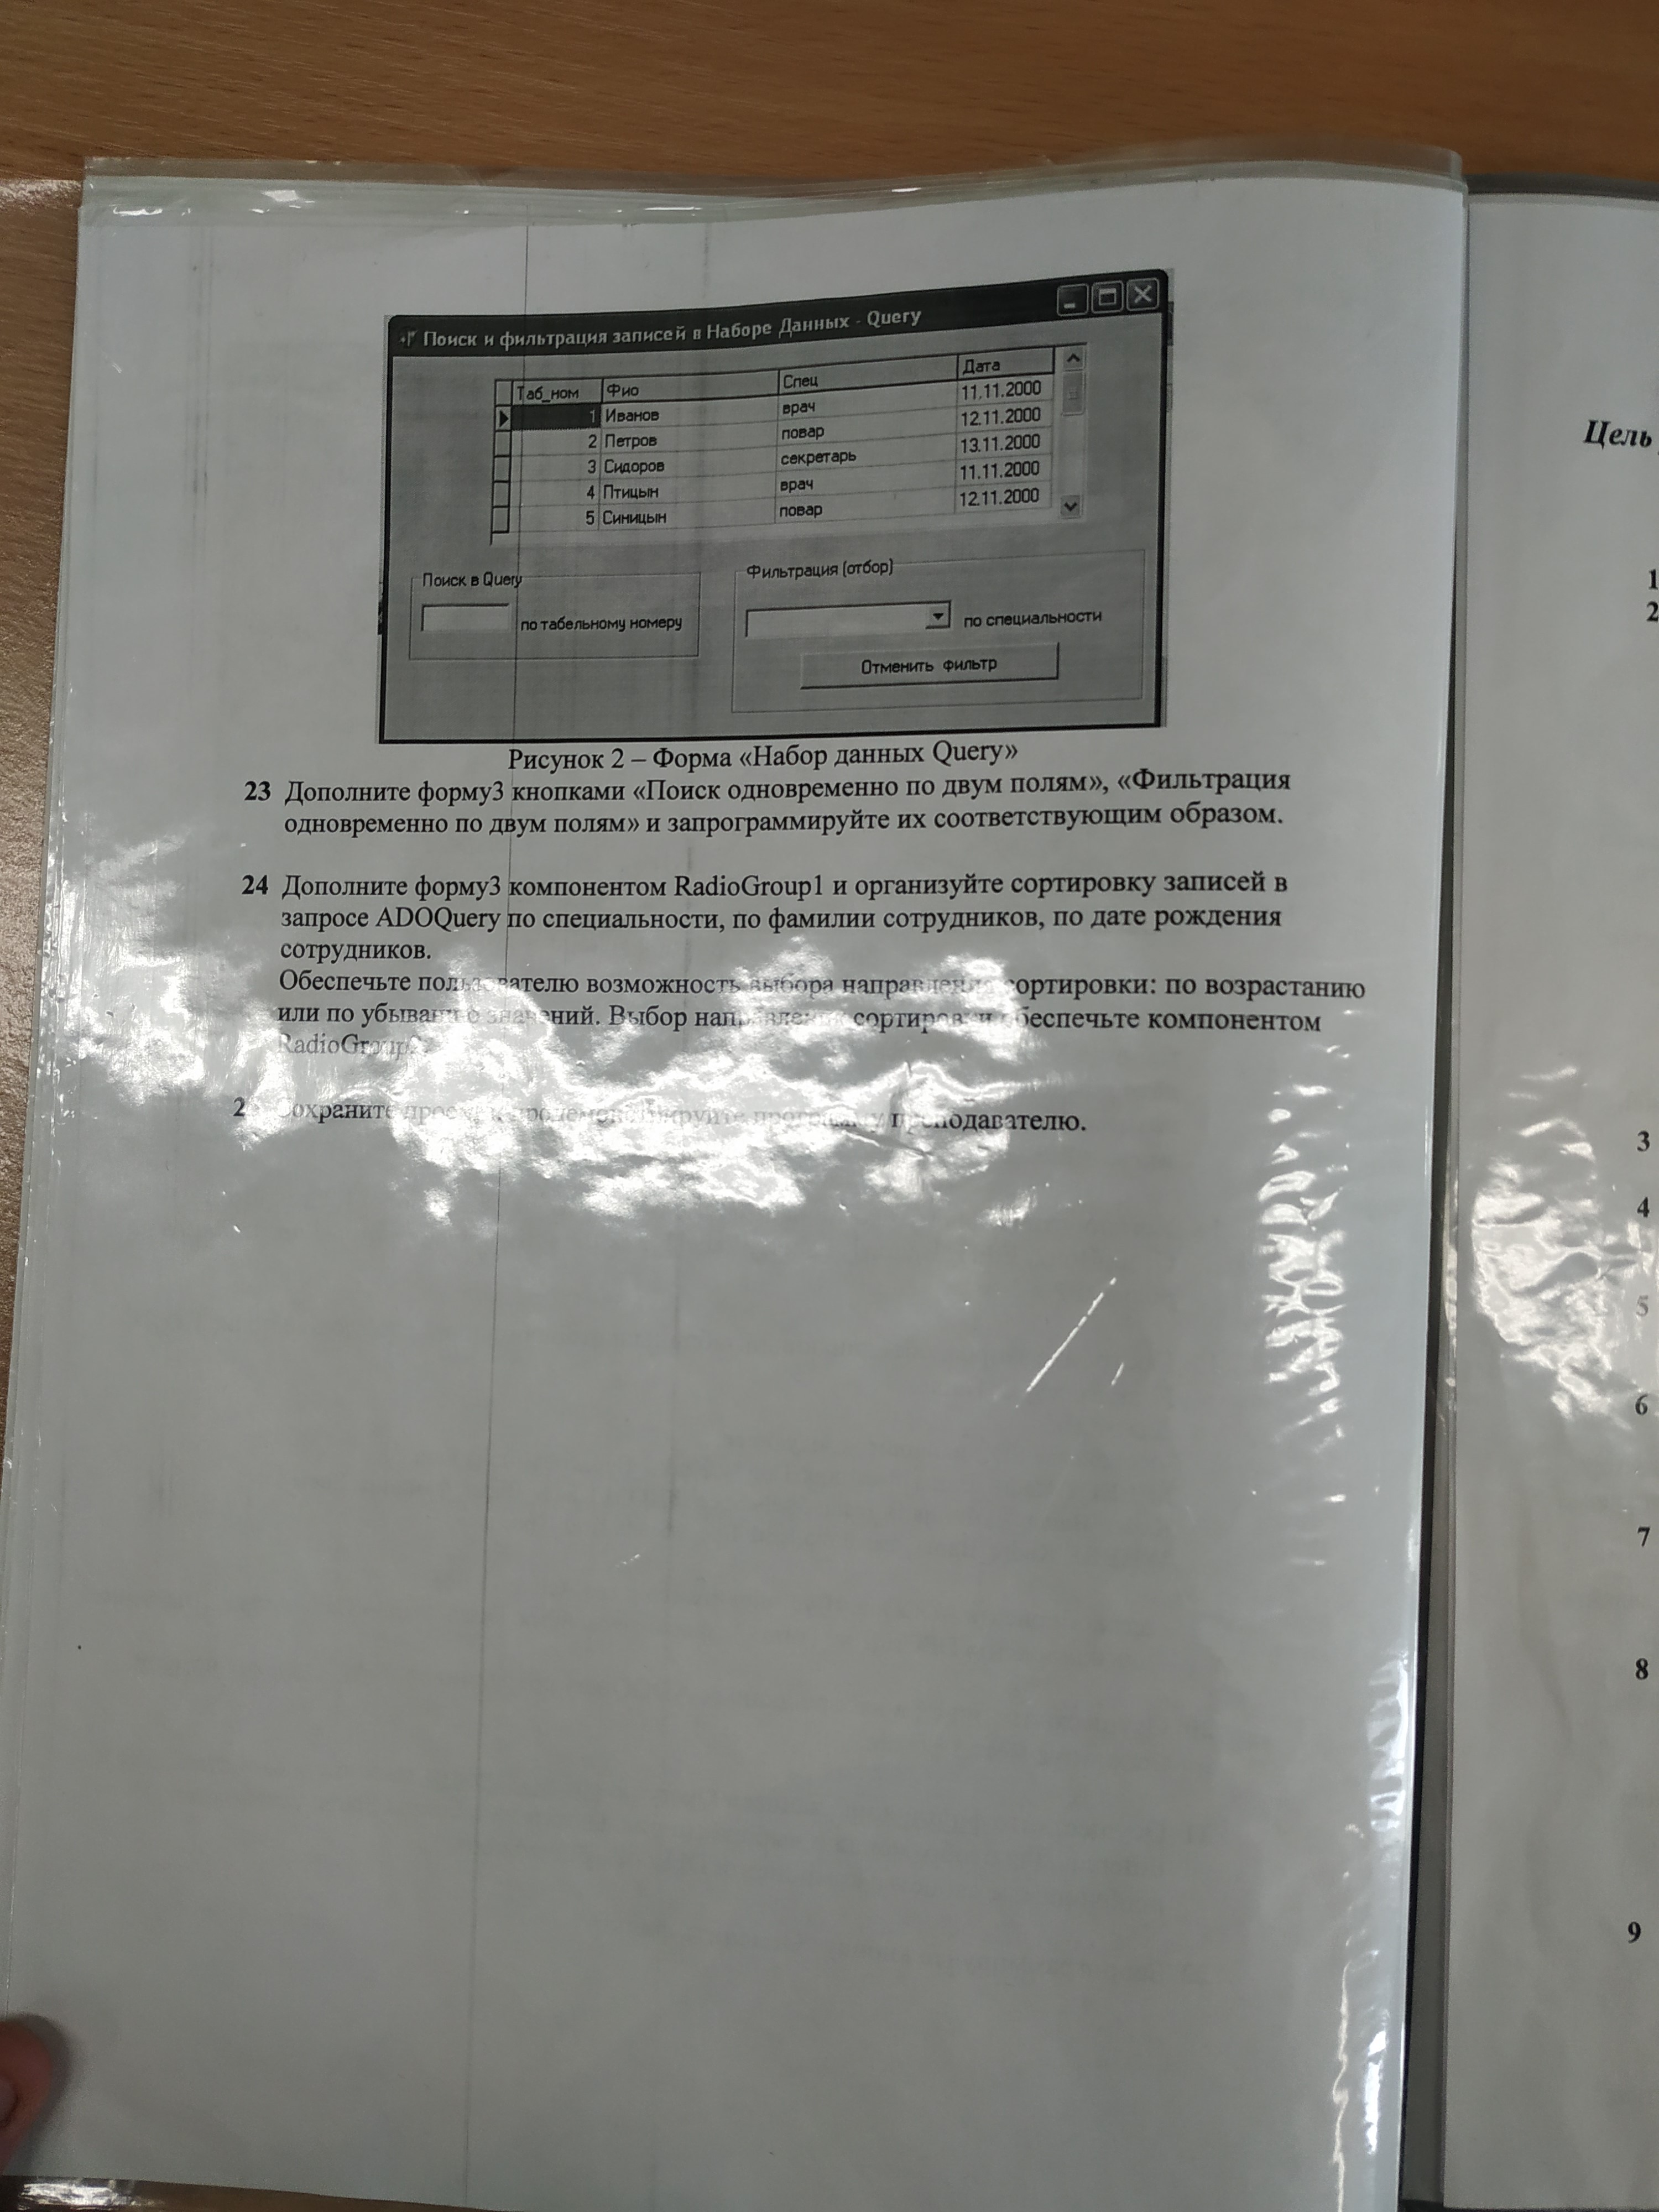 Поиск и фильтрация записей в Наборе Данных - Query
Таб_ном Фио Спец Дата
1 Иванов врач 11.11.2000
2 Петров повар 12.11.2000
3 Сидоров секретарь 13.11.2000
4 Птицын врач 11.11.2000
5 Синицын повар 12.11.2000
Поиск в Query
по табельному номеру
Фильтрация (отбор)
по специальности
Отменить фильтр
Рисунок 2 – Форма «Набор данных Query»
23 Дополните форму3 кнопками «Поиск одновременно по двум полям», «Фильтрация
одновременно по двум полям» и запрограммируйте их соответствующим образом.
24 Дополните форму3 компонентом RadioGroup1 и организуйте сортировку записей в
запросе ADOQuery по специальности, по фамилии сотрудников, по дате рождения
сотрудников.
Обеспечьте пользователю возможность выбора направления сортировки: по возрастанию
или по убыванию значений. Выбор направления сортировки обеспечьте компонентом
Сохраните проект и продемонстрируйте программу преподавателю.
Цель
1
2
3
4
5
6
7
8
9